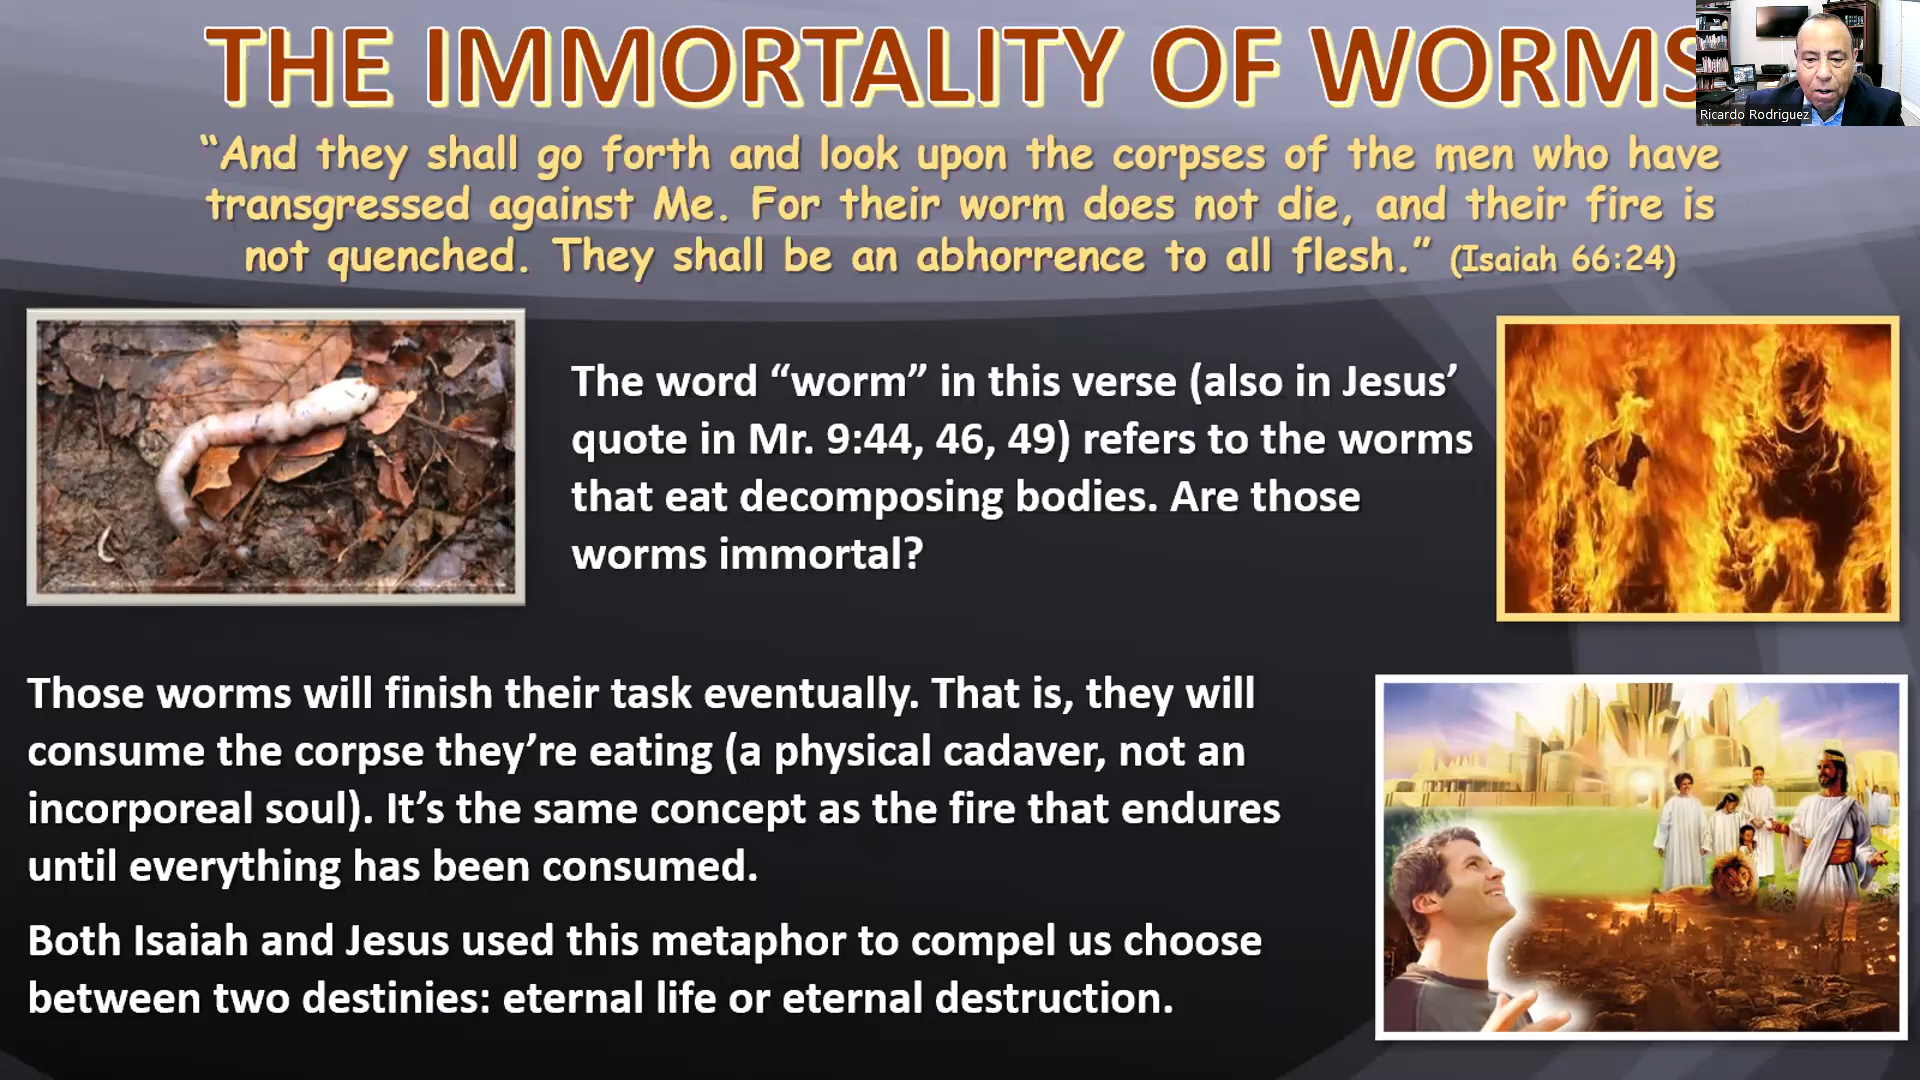 THE IMMORTALITY OF WORMS
Ricardo Rodriguez
“And they shall go forth and look upon the corpses of the men who have
transgressed against Me. For their worm does not die, and their fire is
not quenched. They shall be an abhorrence to all flesh.” (Isaiah 66:24)
The word “worm” in this verse (also in Jesus’
quote in Mr. 9:44, 46, 49) refers to the worms
that eat decomposing bodies. Are those
worms immortal?
Those worms will finish their task eventually. That is, they will
consume the corpse they’re eating (a physical cadaver, not an
incorporeal soul). It’s the same concept as the fire that endures
until everything has been consumed.
Both Isaiah and Jesus used this metaphor to compel us choose
between two destinies: eternal life or eternal destruction.